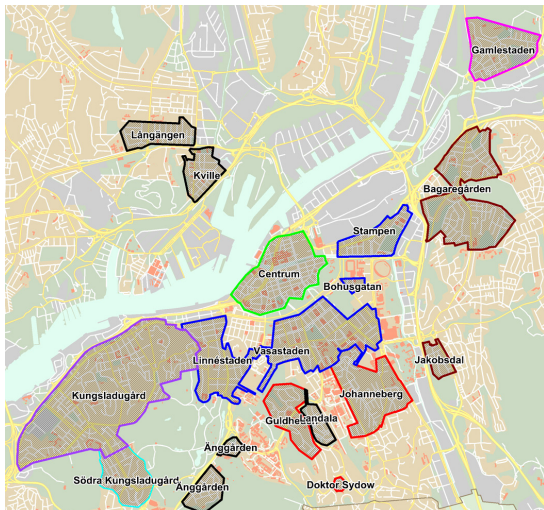 Gamlestaden
Långängen
Kville
Bagaregården
Stampen
Centrum
Bohusgatan
Linnéstaden
Vasastaden
Jakobsdal
Kungsladugård
Johanneberg
Landala
Änggården
Södra Kungsladugård
Änggården
Doktor Sydow